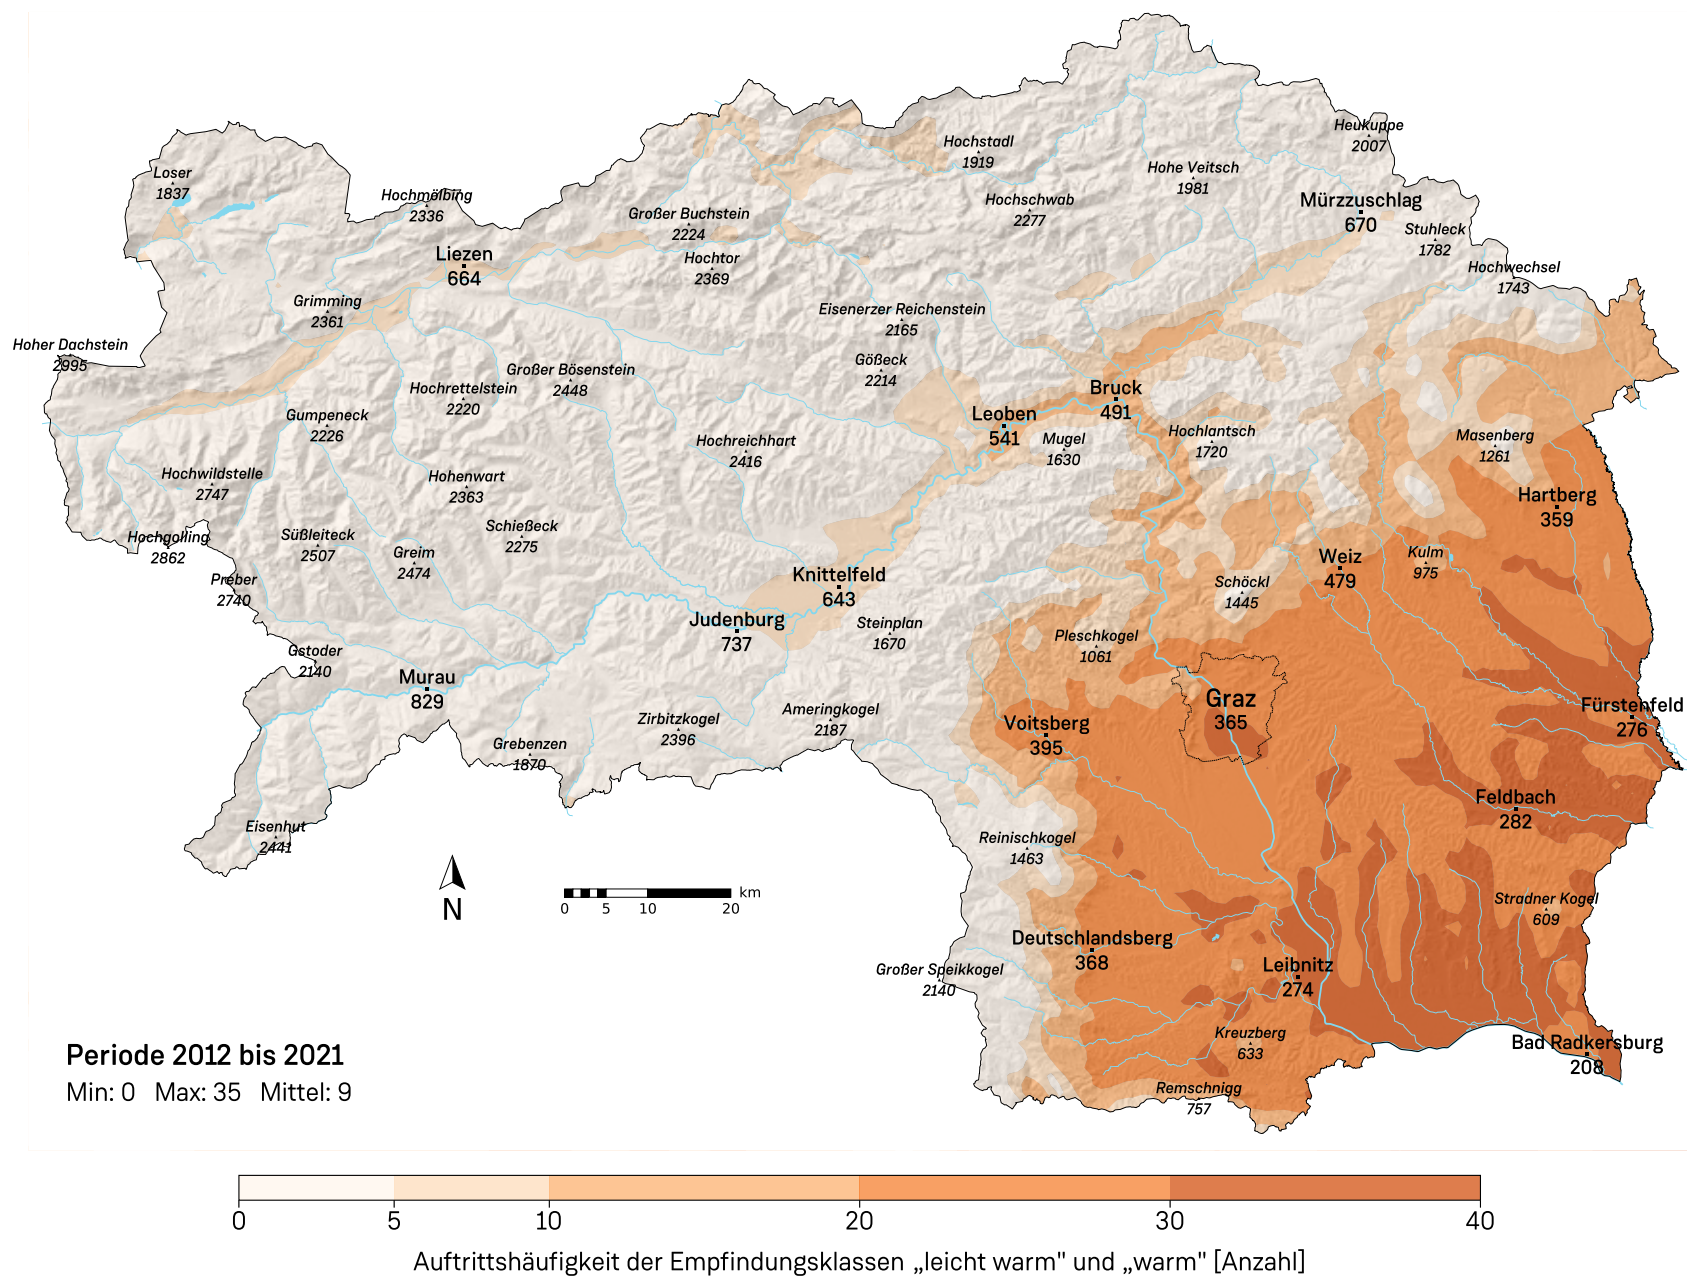 Heukuppe
2007
Hochstadl
1919
Hohe Veitsch
1981
Loser
1837
Hochmölbing
2336
Großer Buchstein
2224
Hochschwab
2277
Mürzzuschlag
670
Stuhleck
1782
Liezen
664
Hochtor
2369
Hochwechsel
1743
Grimming
2361
Eisenerzer Reichenstein
2165
Hoher Dachstein
2995
Gößeck
2214
Großer Bösenstein
2448
Hochrettelstein
2220
Bruck
491
Gumpeneck
2226
Leoben
541
Mugel
1630
Hochlantsch
1720
Masenberg
1261
Hochreichhart
2416
Hochwildstelle
2747
Hohenwart
2363
Hartberg
359
Hochgolling
2862
Süßleiteck
2507
Schießeck
2275
Greim
2474
Weiz
479
Kulm
975
Preber
2740
Knittelfeld
643
Schöckl
1445
Judenburg
737
Steinplan
1670
Pleschkogel
1061
Gstoder
2140
Murau
829
Graz
365
Fürstenfeld
276
Zirbitzkogel
2396
Ameringkogel
2187
Voitsberg
395
Grebenzen
1870
Feldbach
282
Eisenhut
2441
Reinischkogel
1463
Stradner Kogel
609
N
km
0 5 10 20
Deutschlandsberg
368
Großer Speikkogel
2140
Leibnitz
274
Kreuzberg
633
Bad Radkersburg
208
Remschnigg
757
Periode 2012 bis 2021
Min: 0 Max: 35 Mittel: 9
0 5 10 20 30 40
Auftrittshäufigkeit der Empfindungsklassen „leicht warm" und „warm" [Anzahl]